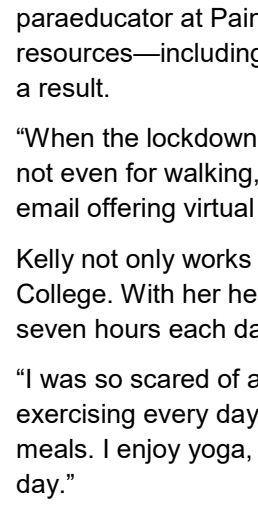 paraeducator at Pain
resources—including
a result.
“When the lockdown
not even for walking,
email offering virtual
Kelly not only works
College. With her he
seven hours each da
“I was so scared of a
exercising every day
meals. I enjoy yoga,
day.”